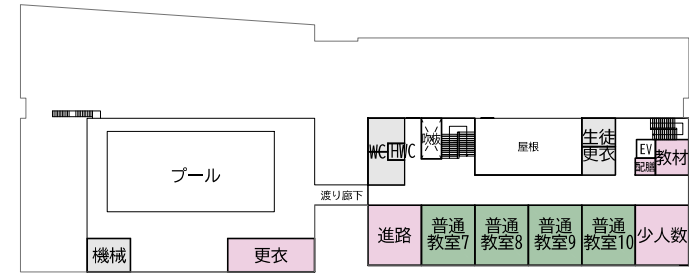 WC
HWC
吹抜
屋根
生徒
更衣
EV
配膳
教材
プール
渡り廊下
機械
更衣
進路
普通
教室7
普通
教室8
普通
教室9
普通
教室10
少人数